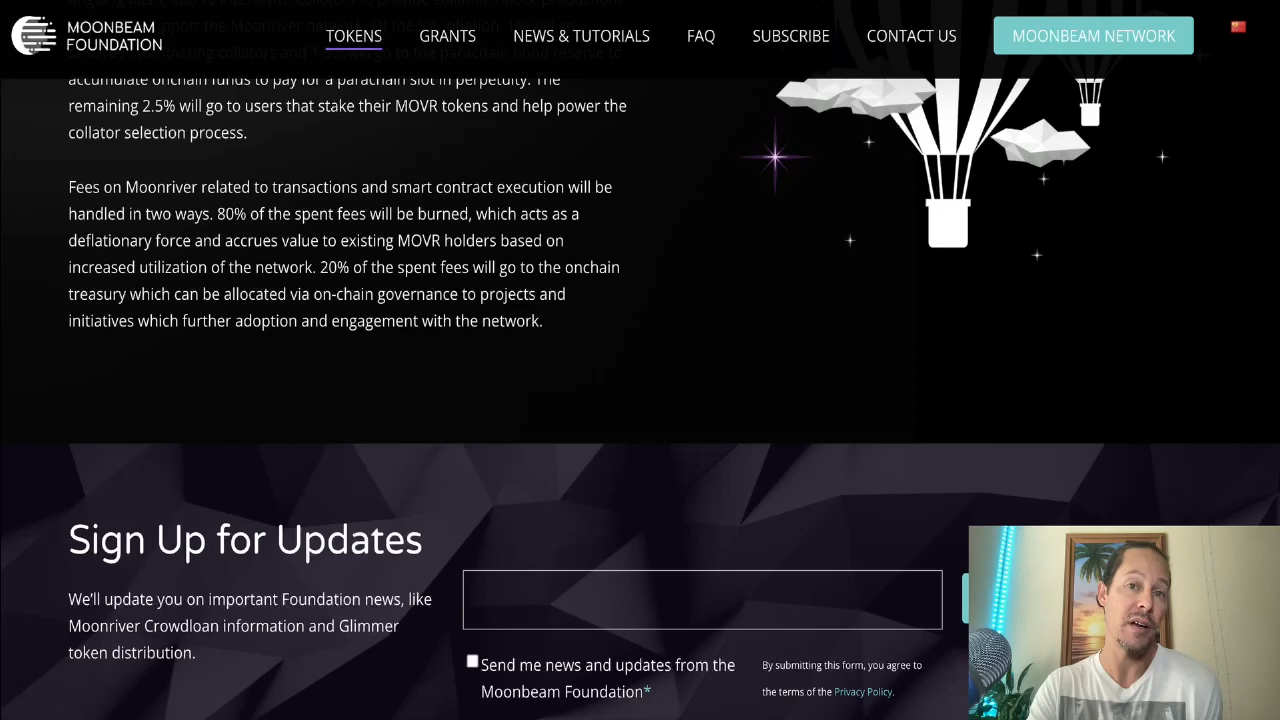 MOONBEAM
FOUNDATION
TOKENS
GRANTS
NEWS & TUTORIALS
FAQ
SUBSCRIBE
CONTACT US
MOONBEAM NETWORK
accumulate onchain funds to pay for a parachain slot in perpetuity. The
remaining 2.5% will go to users that stake their MOVR tokens and help power the
collator selection process.
Fees on Moonriver related to transactions and smart contract execution will be
handled in two ways. 80% of the spent fees will be burned, which acts as a
deflationary force and accrues value to existing MOVR holders based on
increased utilization of the network. 20% of the spent fees will go to the onchain
treasury which can be allocated via on-chain governance to projects and
initiatives which further adoption and engagement with the network.
Sign Up for Updates
We'll update you on important Foundation news, like
Moonriver Crowdloan information and Glimmer
token distribution.
Send me news and updates from the
Moonbeam Foundation*
By submitting this form, you agree to
the terms of the Privacy Policy.